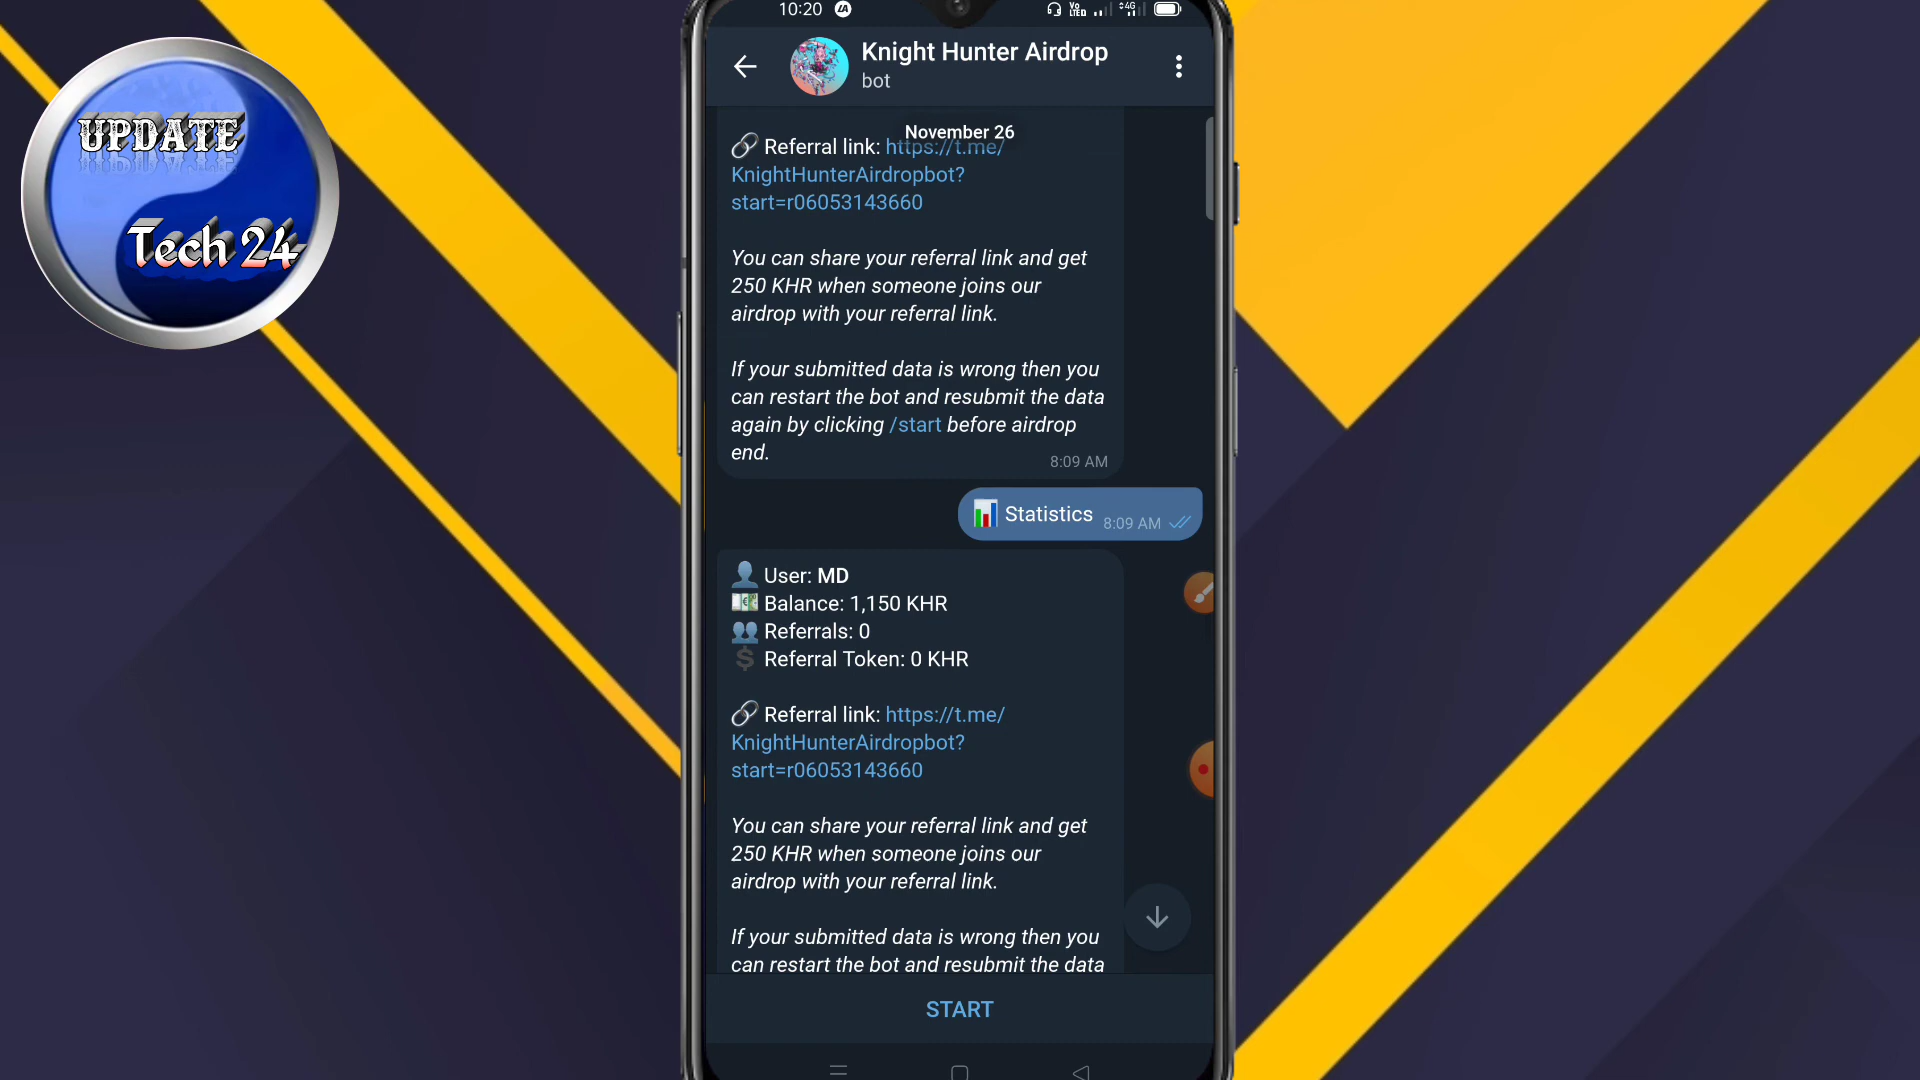 UPDATE
Tech 24
10:20
Vo
LTED
4G
Knight Hunter Airdrop
bot
November 26
Referral link: https://t.me/
KnightHunterAirdropbot?
start=r06053143660
You can share your referral link and get
250 KHR when someone joins our
airdrop with your referral link.
If your submitted data is wrong then you
can restart the bot and resubmit the data
again by clicking /start before airdrop
end.
8:09 AM
Statistics 8:09 AM
User: MD
Balance: 1,150 KHR
Referrals: 0
Referral Token: 0 KHR
Referral link: https://t.me/
KnightHunterAirdropbot?
start=r06053143660
You can share your referral link and get
250 KHR when someone joins our
airdrop with your referral link.
If your submitted data is wrong then you
can restart the bot and resubmit the data
START